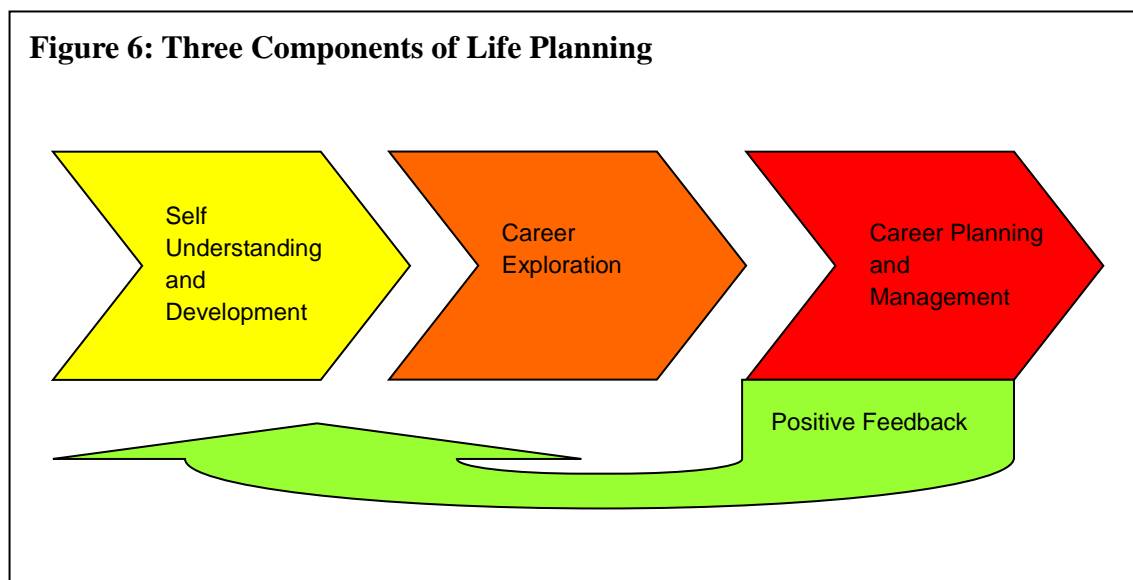 Figure 6: Three Components of Life Planning
Self
Understanding
and
Development
Career
Exploration
Career Planning
and
Management
Positive Feedback